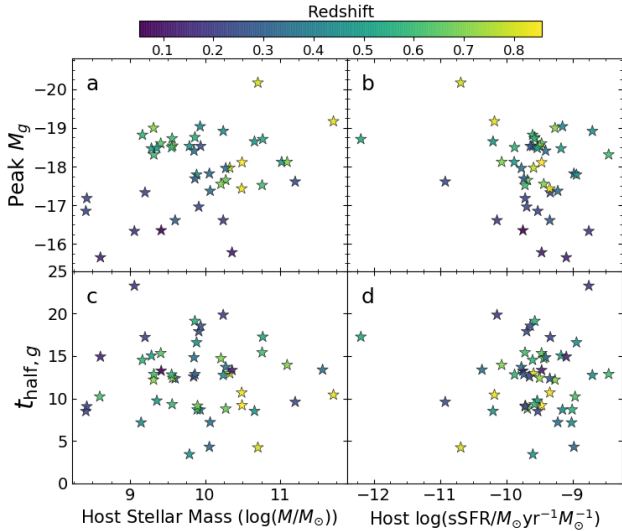 Redshift
0.1 0.2 0.3 0.4 0.5 0.6 0.7 0.8
a b
Peak M_g
−20
−19
−18
−17
−16
c d
t_half, g
25
20
15
10
5
0
9 10 11
−12 −11 −10 −9
Host Stellar Mass (log(M/M_⊙))
Host log(sSFR/M_⊙yr^−1M_⊙^−1)